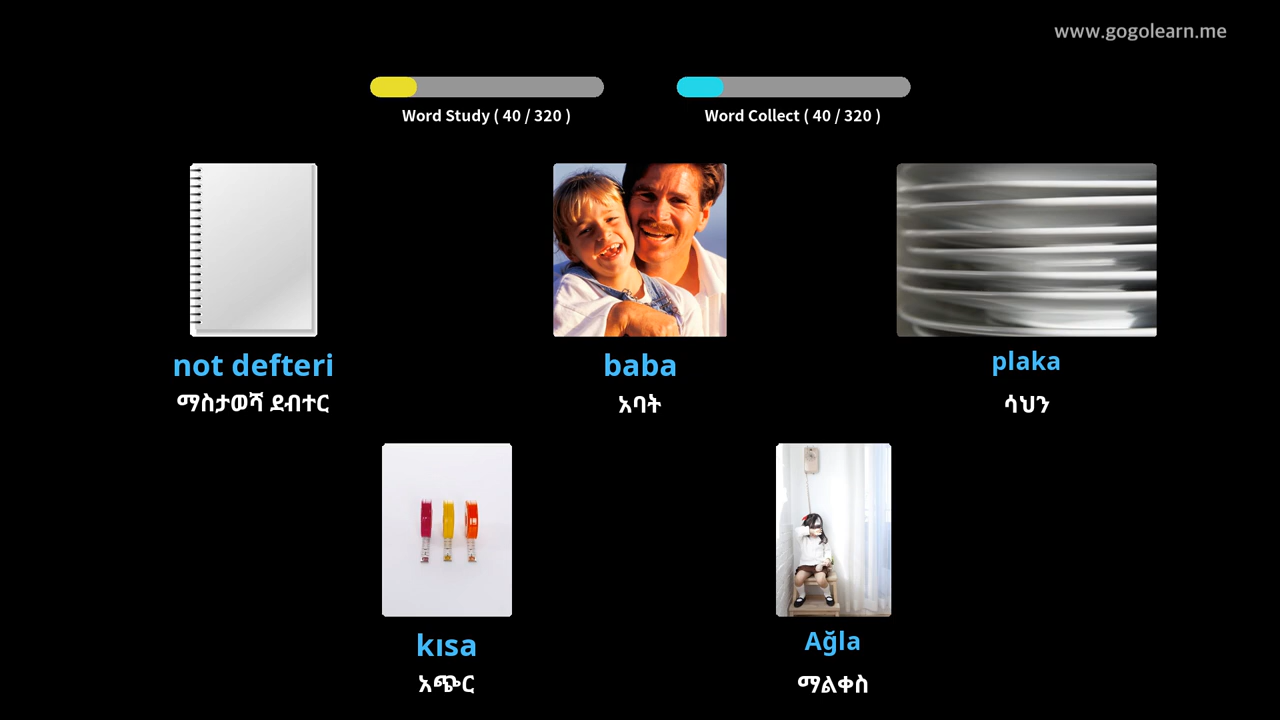 www.gogolearn.me
Word Study ( 40 / 320 )
Word Collect ( 40 / 320 )
not defteri
ማስታወሻ ደብተር
baba
አባት
plaka
ሳህን
kısa
አጭር
Ağla
ማልቀስ